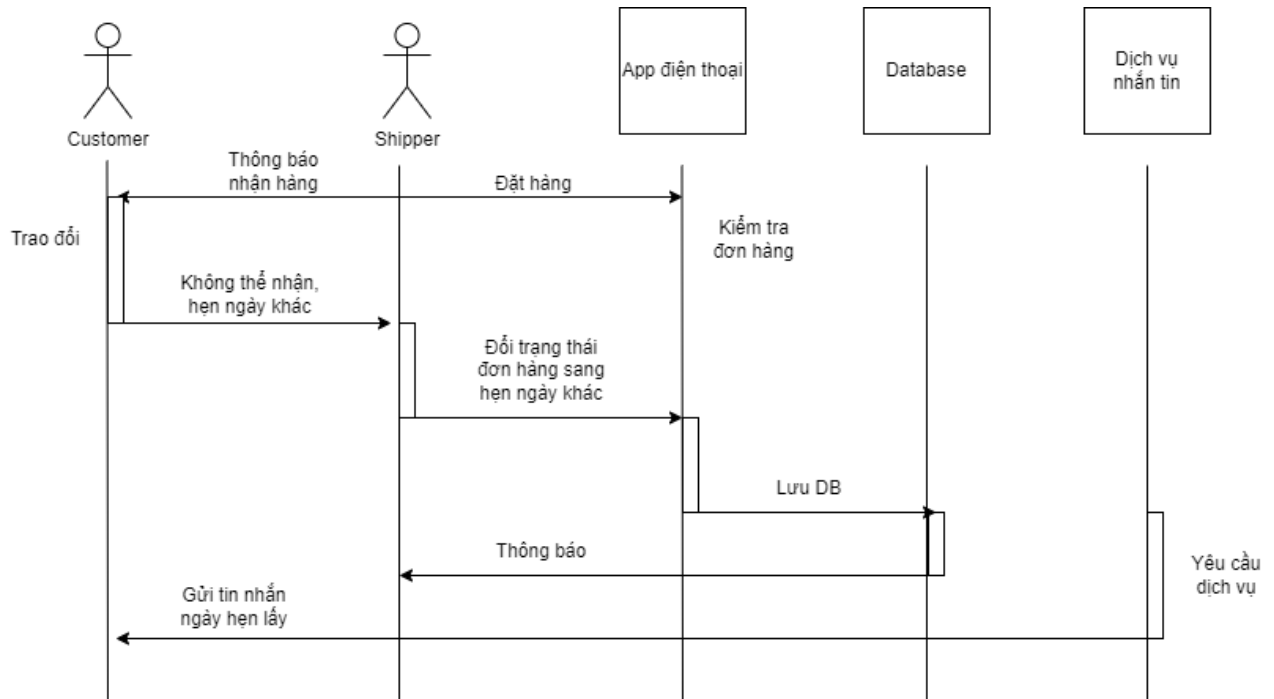 App điện thoại
Database
Dịch vụ
nhắn tin
Customer
Shipper
Thông báo
nhận hàng
Đặt hàng
Trao đổi
Kiểm tra
đơn hàng
Không thể nhận,
hẹn ngày khác
Đổi trạng thái
đơn hàng sang
hẹn ngày khác
Lưu DB
Thông báo
Yêu cầu
dịch vụ
Gửi tin nhắn
ngày hẹn lấy